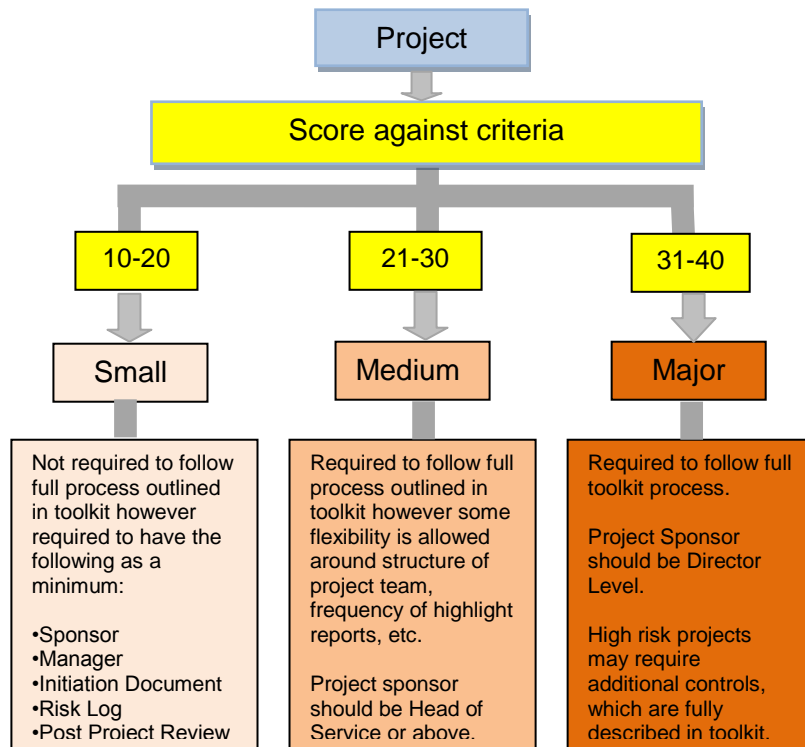 Project
Score against criteria
10-20
21-30
31-40
Small
Medium
Major
Not required to follow
full process outlined
in toolkit however
required to have the
following as a
minimum:
•Sponsor
•Manager
•Initiation Document
•Risk Log
•Post Project Review
Required to follow full
process outlined in
toolkit however some
flexibility is allowed
around structure of
project team,
frequency of highlight
reports, etc.
Project sponsor
should be Head of
Service or above.
Required to follow full
toolkit process.
Project Sponsor
should be Director
Level.
High risk projects
may require
additional controls,
which are fully
described in toolkit.